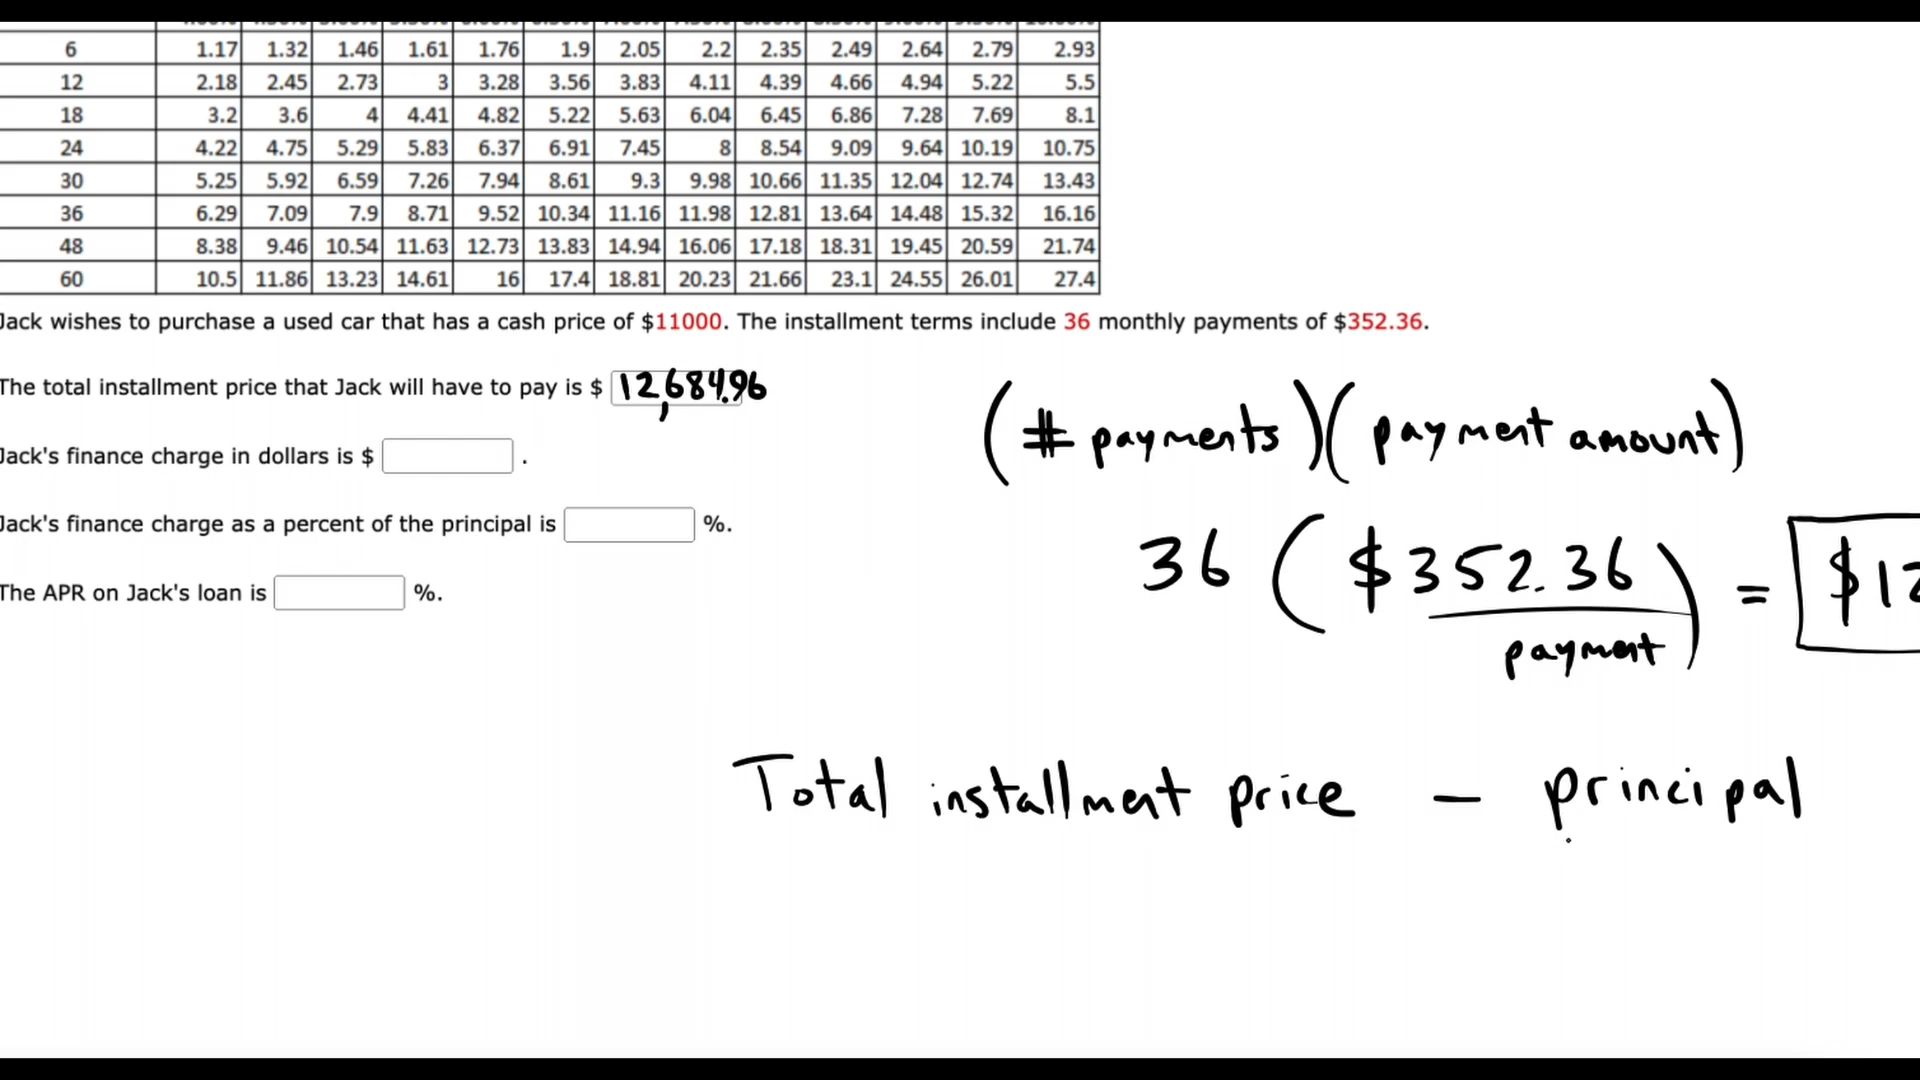 6 1.17 1.32 1.46 1.61 1.76 1.9 2.05 2.2 2.35 2.49 2.64 2.79 2.93
12 2.18 2.45 2.73 3 3.28 3.56 3.83 4.11 4.39 4.66 4.94 5.22 5.5
18 3.2 3.6 4 4.41 4.82 5.22 5.63 6.04 6.45 6.86 7.28 7.69 8.1
24 4.22 4.75 5.29 5.83 6.37 6.91 7.45 8 8.54 9.09 9.64 10.19 10.75
30 5.25 5.92 6.59 7.26 7.94 8.61 9.3 9.98 10.66 11.35 12.04 12.74 13.43
36 6.29 7.09 7.9 8.71 9.52 10.34 11.16 11.98 12.81 13.64 14.48 15.32 16.16
48 8.38 9.46 10.54 11.63 12.73 13.83 14.94 16.06 17.18 18.31 19.45 20.59 21.74
60 10.5 11.86 13.23 14.61 16 17.4 18.81 20.23 21.66 23.1 24.55 26.01 27.4
Jack wishes to purchase a used car that has a cash price of $11000. The installment terms include 36 monthly payments of $352.36.
The total installment price that Jack will have to pay is $ 12,684.96
Jack's finance charge in dollars is $ .
Jack's finance charge as a percent of the principal is %.
The APR on Jack's loan is %.
(# payments)(payment amount)
36 ($352.36) = $12
payment
Total installment price - principal